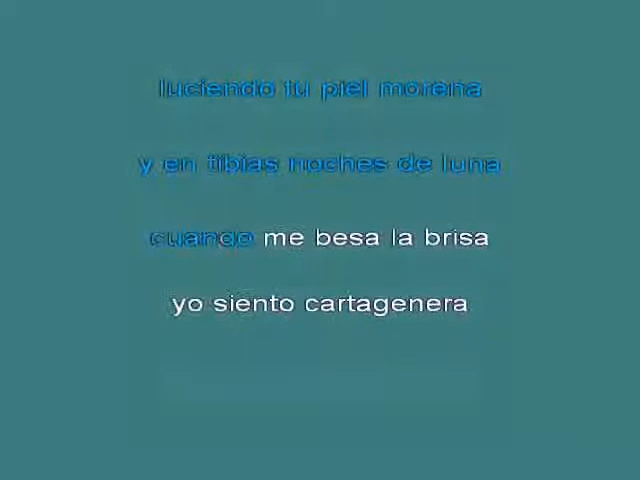 luciendo tu piel morena
y en tibias noches de luna
cuando me besa la brisa
yo siento cartagenera